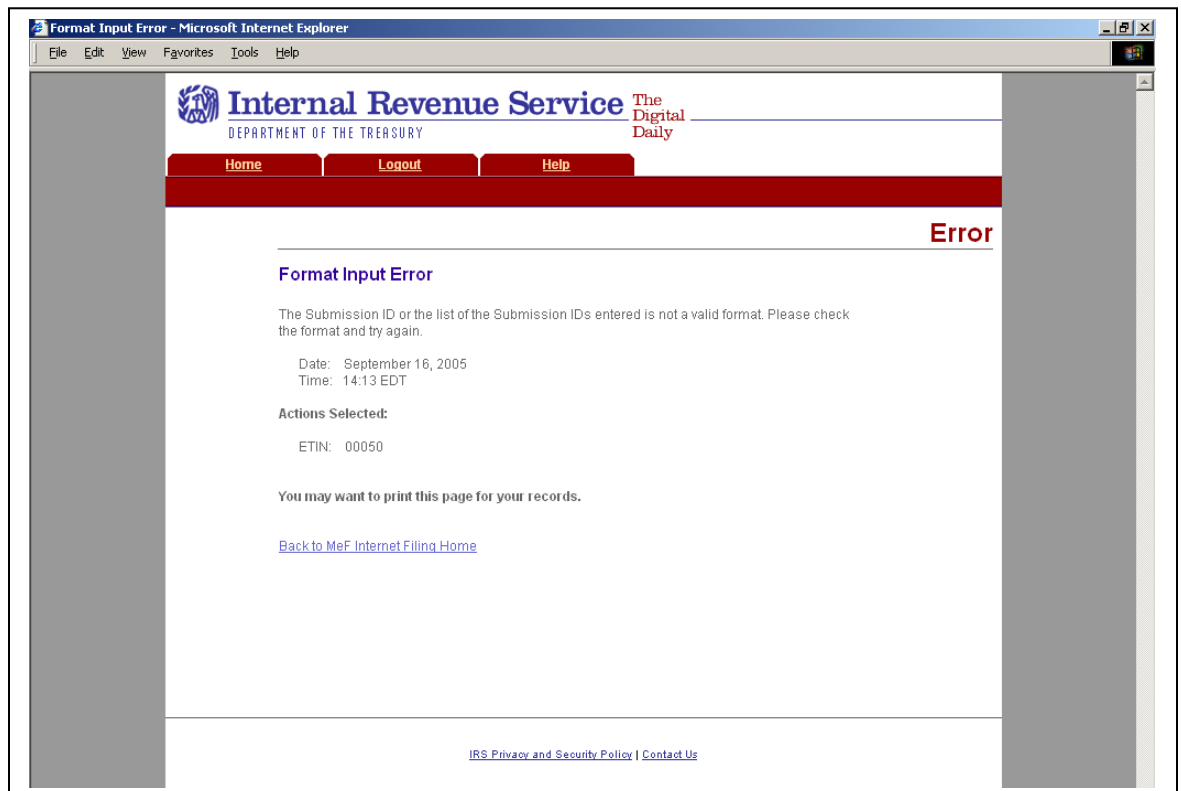 Format Input Error - Microsoft Internet Explorer
File Edit View Favorites Tools Help
Internal Revenue Service
DEPARTMENT OF THE TREASURY
The
Digital
Daily
Home Logout Help
Error
Format Input Error
The Submission ID or the list of the Submission IDs entered is not a valid format. Please check
the format and try again.
Date: September 16, 2005
Time: 14:13 EDT
Actions Selected:
ETIN: 00050
You may want to print this page for your records.
Back to MeF Internet Filing Home
IRS Privacy and Security Policy | Contact Us